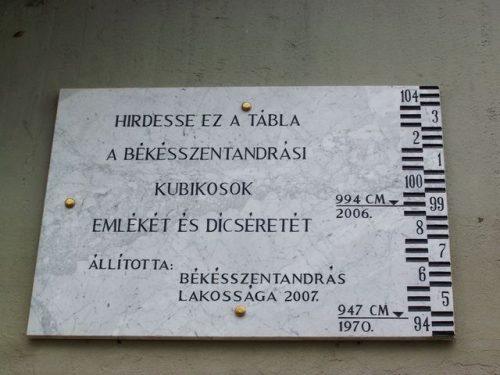 HIRDESSE EZ A TÁBLA
A BÉKÉSSZENTANDRÁSI
KUBIKOSOK
EMLÉKÉT ÉS DÍCSÉRETÉT
ÁLLÍTOTTA:
BÉKÉSSZENTANDRÁS
LAKOSSÁGA 2007.
994 CM
2006.
947 CM
1970.
104
3
2
1
100
99
8
7
6
5
94